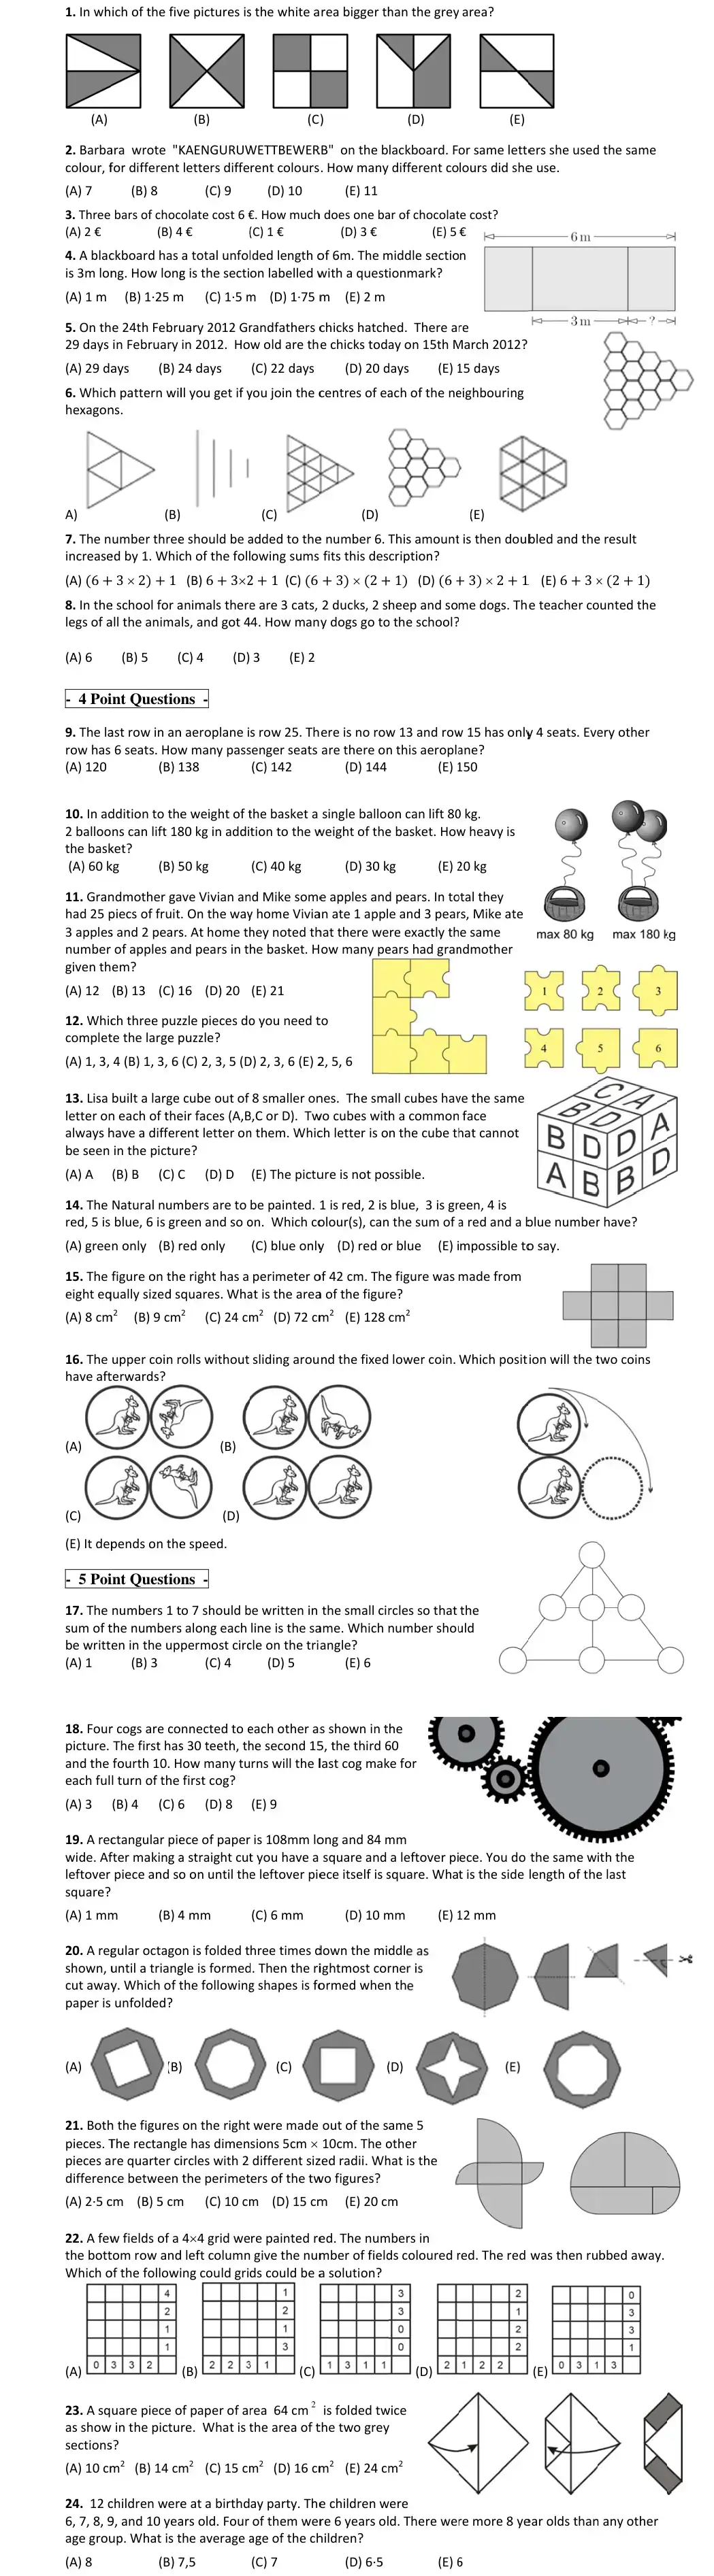 1. In which of the five pictures is the white area bigger than the grey area?
(A) (B) (C) (D) (E)
2. Barbara wrote "KAENGURUWETTBEWERB" on the blackboard. For same letters she used the same
colour, for different letters different colours. How many different colours did she use.
(A) 7 (B) 8 (C) 9 (D) 10 (E) 11
3. Three bars of chocolate cost 6 €. How much does one bar of chocolate cost?
(A) 2 € (B) 4 € (C) 1 € (D) 3 € (E) 5 €
6 m
4. A blackboard has a total unfolded length of 6m. The middle section
is 3m long. How long is the section labelled with a questionmark?
(A) 1 m (B) 1·25 m (C) 1·5 m (D) 1·75 m (E) 2 m
3 m ?
5. On the 24th February 2012 Grandfathers chicks hatched. There are
29 days in February in 2012. How old are the chicks today on 15th March 2012?
(A) 29 days (B) 24 days (C) 22 days (D) 20 days (E) 15 days
6. Which pattern will you get if you join the centres of each of the neighbouring
hexagons.
A) (B) (C) (D) (E)
7. The number three should be added to the number 6. This amount is then doubled and the result
increased by 1. Which of the following sums fits this description?
(A) (6 + 3 × 2) + 1 (B) 6 + 3×2 + 1 (C) (6 + 3) × (2 + 1) (D) (6 + 3) × 2 + 1 (E) 6 + 3 × (2 + 1)
8. In the school for animals there are 3 cats, 2 ducks, 2 sheep and some dogs. The teacher counted the
legs of all the animals, and got 44. How many dogs go to the school?
(A) 6 (B) 5 (C) 4 (D) 3 (E) 2
- 4 Point Questions -
9. The last row in an aeroplane is row 25. There is no row 13 and row 15 has only 4 seats. Every other
row has 6 seats. How many passenger seats are there on this aeroplane?
(A) 120 (B) 138 (C) 142 (D) 144 (E) 150
10. In addition to the weight of the basket a single balloon can lift 80 kg.
2 balloons can lift 180 kg in addition to the weight of the basket. How heavy is
the basket?
(A) 60 kg (B) 50 kg (C) 40 kg (D) 30 kg (E) 20 kg
max 80 kg max 180 kg
11. Grandmother gave Vivian and Mike some apples and pears. In total they
had 25 piecs of fruit. On the way home Vivian ate 1 apple and 3 pears, Mike ate
3 apples and 2 pears. At home they noted that there were exactly the same
number of apples and pears in the basket. How many pears had grandmother
given them?
(A) 12 (B) 13 (C) 16 (D) 20 (E) 21
1 2 3
4 5 6
12. Which three puzzle pieces do you need to
complete the large puzzle?
(A) 1, 3, 4 (B) 1, 3, 6 (C) 2, 3, 5 (D) 2, 3, 6 (E) 2, 5, 6
13. Lisa built a large cube out of 8 smaller ones. The small cubes have the same
letter on each of their faces (A,B,C or D). Two cubes with a common face
always have a different letter on them. Which letter is on the cube that cannot
be seen in the picture?
(A) A (B) B (C) C (D) D (E) The picture is not possible.
C A
B D
B D D A
A B B D
14. The Natural numbers are to be painted. 1 is red, 2 is blue, 3 is green, 4 is
red, 5 is blue, 6 is green and so on. Which colour(s), can the sum of a red and a blue number have?
(A) green only (B) red only (C) blue only (D) red or blue (E) impossible to say.
15. The figure on the right has a perimeter of 42 cm. The figure was made from
eight equally sized squares. What is the area of the figure?
(A) 8 cm² (B) 9 cm² (C) 24 cm² (D) 72 cm² (E) 128 cm²
16. The upper coin rolls without sliding around the fixed lower coin. Which position will the two coins
have afterwards?
(A) (B)
(C) (D)
(E) It depends on the speed.
- 5 Point Questions -
17. The numbers 1 to 7 should be written in the small circles so that the
sum of the numbers along each line is the same. Which number should
be written in the uppermost circle on the triangle?
(A) 1 (B) 3 (C) 4 (D) 5 (E) 6
18. Four cogs are connected to each other as shown in the
picture. The first has 30 teeth, the second 15, the third 60
and the fourth 10. How many turns will the last cog make for
each full turn of the first cog?
(A) 3 (B) 4 (C) 6 (D) 8 (E) 9
19. A rectangular piece of paper is 108mm long and 84 mm
wide. After making a straight cut you have a square and a leftover piece. You do the same with the
leftover piece and so on until the leftover piece itself is square. What is the side length of the last
square?
(A) 1 mm (B) 4 mm (C) 6 mm (D) 10 mm (E) 12 mm
20. A regular octagon is folded three times down the middle as
shown, until a triangle is formed. Then the rightmost corner is
cut away. Which of the following shapes is formed when the
paper is unfolded?
(A) (B) (C) (D) (E)
21. Both the figures on the right were made out of the same 5
pieces. The rectangle has dimensions 5cm × 10cm. The other
pieces are quarter circles with 2 different sized radii. What is the
difference between the perimeters of the two figures?
(A) 2·5 cm (B) 5 cm (C) 10 cm (D) 15 cm (E) 20 cm
22. A few fields of a 4×4 grid were painted red. The numbers in
the bottom row and left column give the number of fields coloured red. The red was then rubbed away.
Which of the following could grids could be a solution?
4 1 3 2 0
2 2 3 1 3
1 1 0 2 3
1 3 0 2 1
(A) 0 3 3 2 (B) 2 2 3 1 (C) 1 3 1 1 (D) 2 1 2 2 (E) 0 3 1 3
23. A square piece of paper of area 64 cm² is folded twice
as show in the picture. What is the area of the two grey
sections?
(A) 10 cm² (B) 14 cm² (C) 15 cm² (D) 16 cm² (E) 24 cm²
24. 12 children were at a birthday party. The children were
6, 7, 8, 9, and 10 years old. Four of them were 6 years old. There were more 8 year olds than any other
age group. What is the average age of the children?
(A) 8 (B) 7,5 (C) 7 (D) 6·5 (E) 6